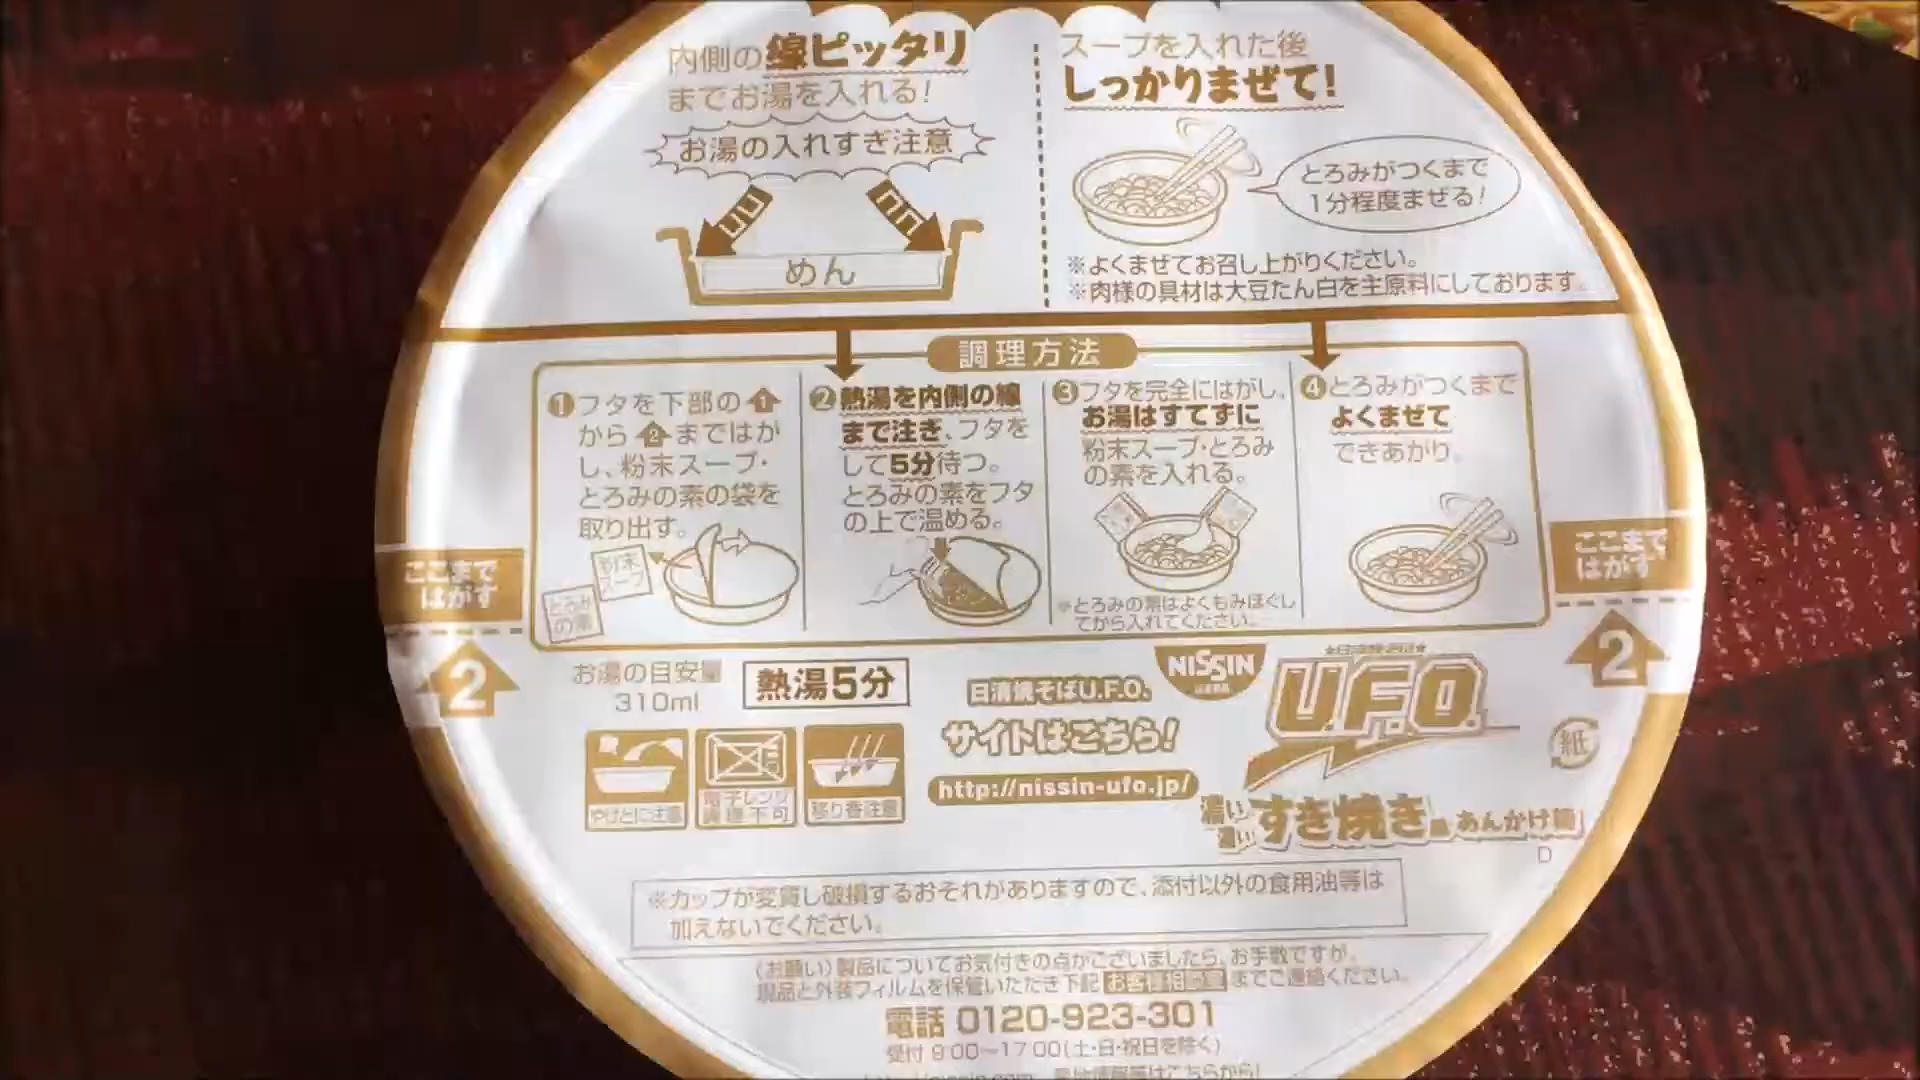 内側の線ピッタリ
までお湯を入れる!
お湯の入れすぎ注意
めん
スープを入れた後
しっかりまぜて!
とろみがつくまで
1分程度まぜる!
※よくまぜてお召し上がりください。
※肉様の具材は大豆たん白を主原料にしております。
調理方法
①フタを下部の1
から2まではが
し、粉末スープ・
とろみの素の袋を
取り出す。
粉末
スープ
とろみ
の素
②熱湯を内側の線
まで注ぎ、フタを
して5分待つ。
とろみの素をフタ
の上で温める。
③フタを完全にはがし、
お湯はすてずに
粉末スープ・とろみ
の素を入れる。
※とろみの素はよくもみほぐし
てから入れてください。
④とろみがつくまで
よくまぜて
できあがり。
ここまで
はがす
2
ここまで
はがす
2
お湯の目安量
310ml
熱湯5分
やけどに注意
電子レンジ
調理不可
移り香注意
日清焼そばU.F.O.
サイトはこちら!
http://nissin-ufo.jp/
NISSIN
U.F.O.
濃い濃いすき焼き風あんかけ麺
D
紙
※カップが変質し破損するおそれがありますので、添付以外の食用油等は
加えないでください。
(お願い)製品についてお気付きの点がございましたら、お手数ですが、
現品と外装フィルムを保管いただき下記お客様相談室までご連絡ください。
電話 0120-923-301
受付 9:00~17:00(土・日・祝日を除く)